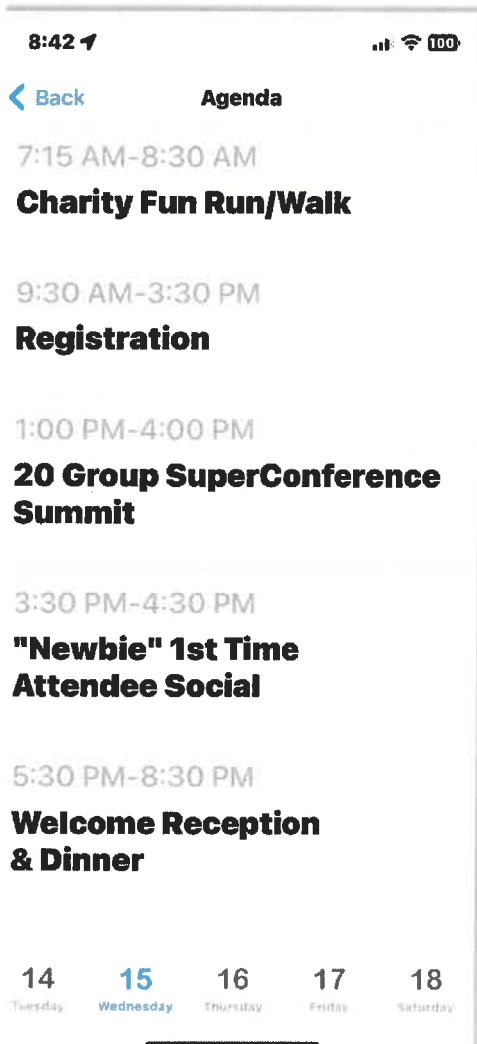 8:42
100
Back
Agenda
7:15 AM-8:30 AM
Charity Fun Run/Walk
9:30 AM-3:30 PM
Registration
1:00 PM-4:00 PM
20 Group SuperConference
Summit
3:30 PM-4:30 PM
"Newbie" 1st Time
Attendee Social
5:30 PM-8:30 PM
Welcome Reception
& Dinner
14 15 16 17 18
Tuesday Wednesday Thursday Friday Saturday